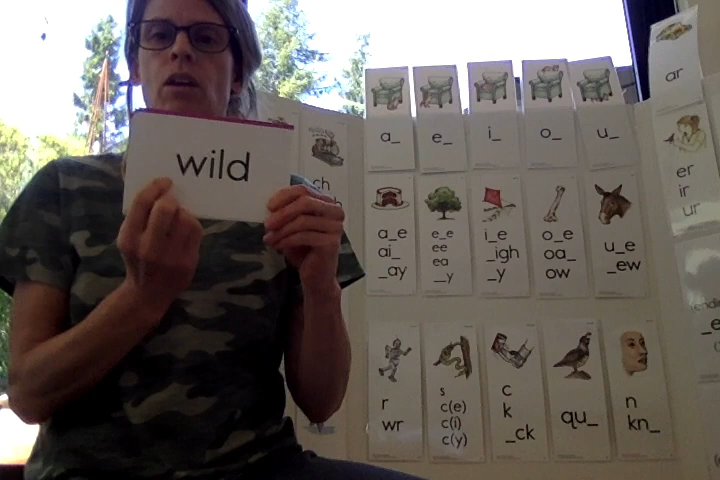 wild
ch
a_
e_
i_
o_
u_
a_e
ai_
_ay
e_e
ee
ea
_y
i_e
_igh
_y
o_e
oa_
ow
u_e
_ew
r
wr
s
c(e)
c(i)
c(y)
c
k
_ck
qu_
n
kn_
ar
er
ir
ur